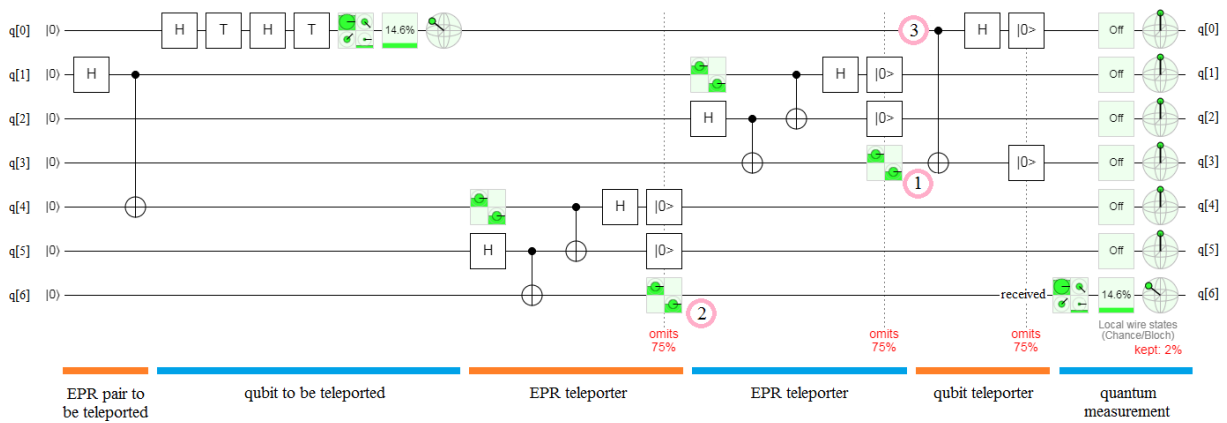 q[0] |0⟩ H T H T 14.6% 3 H |0> Off q[0]
q[1] |0⟩ H H |0> Off q[1]
q[2] |0⟩ H |0> Off q[2]
q[3] |0⟩ 1 |0> Off q[3]
q[4] |0⟩ H |0> Off q[4]
q[5] |0⟩ H |0> Off q[5]
q[6] |0⟩ 2 received 14.6% q[6]
omits
75%
omits
75%
omits
75%
Local wire states
(Chance/Bloch)
kept: 2%
EPR pair to
be teleported
qubit to be teleported
EPR teleporter
EPR teleporter
qubit teleporter
quantum
measurement